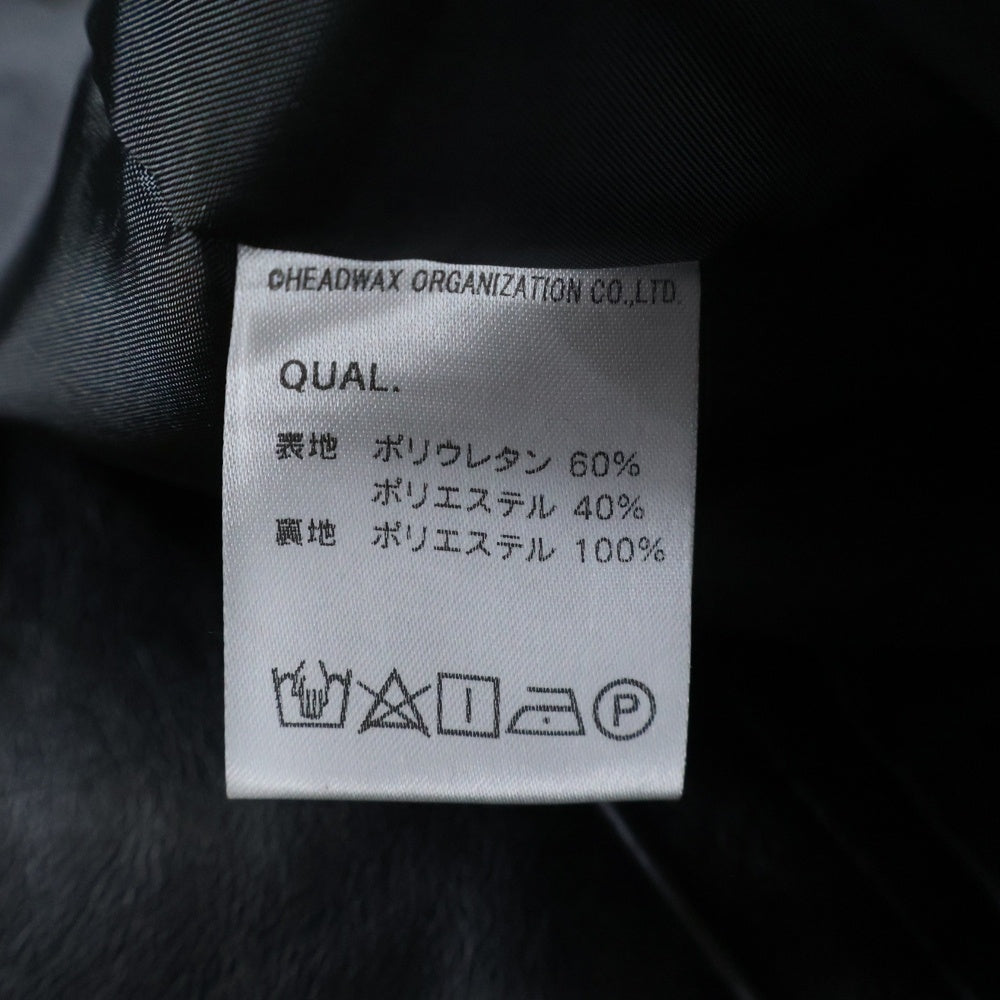 ©HEADWAX ORGANIZATION CO.,LTD.
QUAL.
表地 ポリウレタン 60%
ポリエステル 40%
裏地 ポリエステル 100%
P